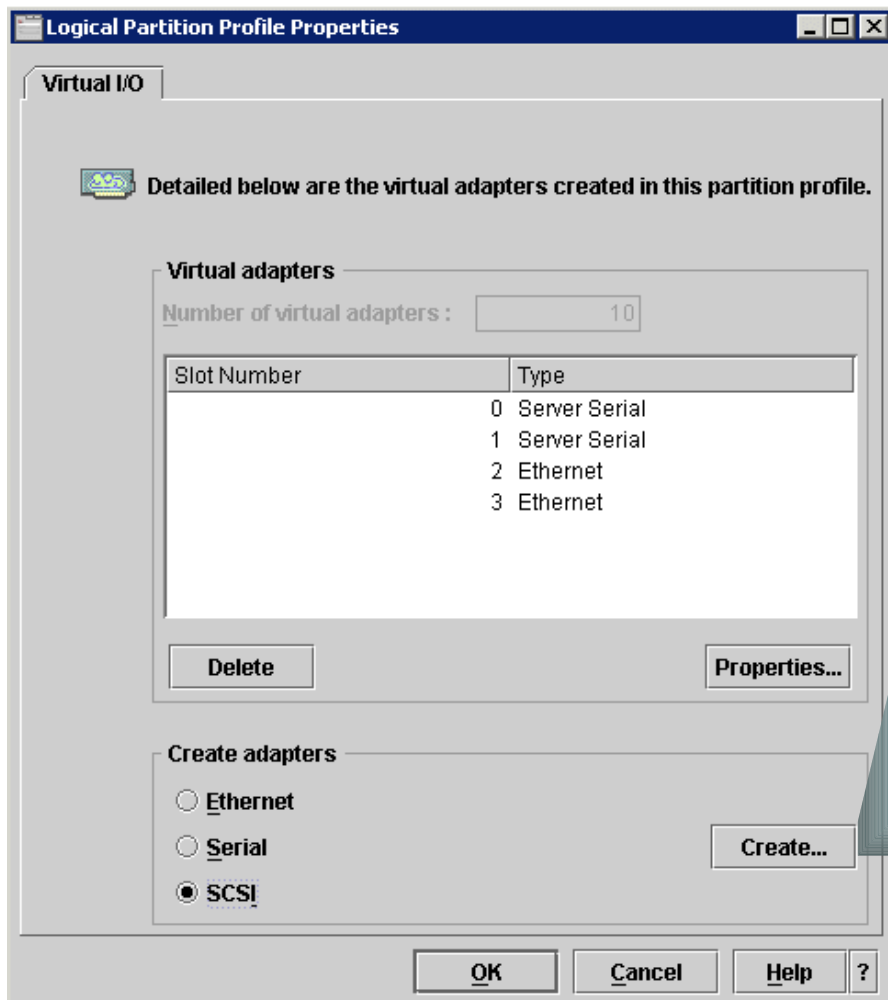 Logical Partition Profile Properties
Virtual I/O
Detailed below are the virtual adapters created in this partition profile.
Virtual adapters
Number of virtual adapters : 10
Slot Number Type
0 Server Serial
1 Server Serial
2 Ethernet
3 Ethernet
Delete Properties...
Create adapters
Ethernet
Serial Create...
SCSI
OK Cancel Help ?